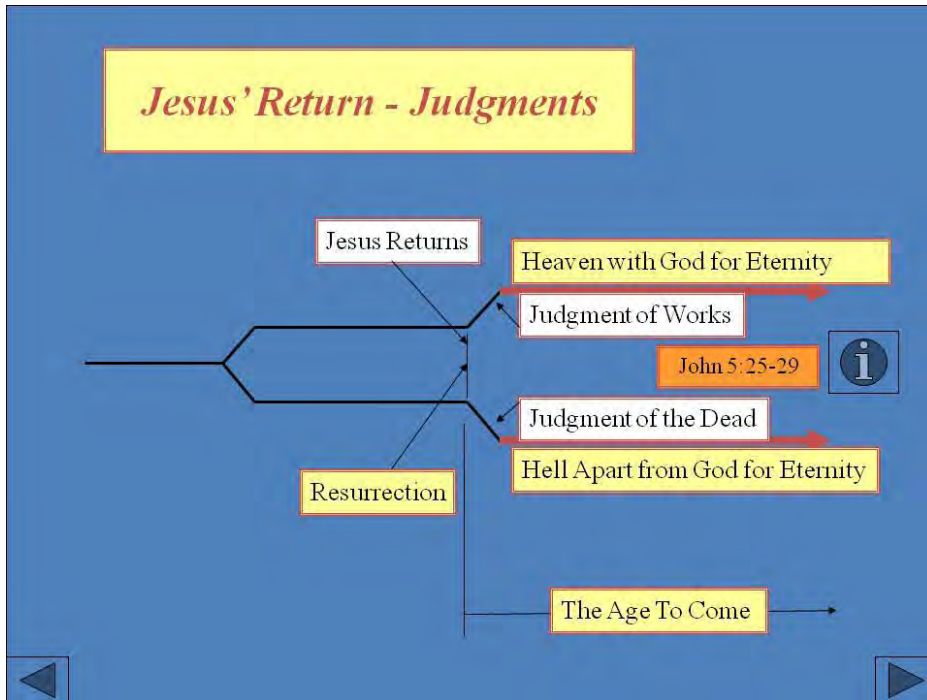 Jesus' Return - Judgments
Jesus Returns
Heaven with God for Eternity
Judgment of Works
John 5:25-29
i
Judgment of the Dead
Hell Apart from God for Eternity
Resurrection
The Age To Come